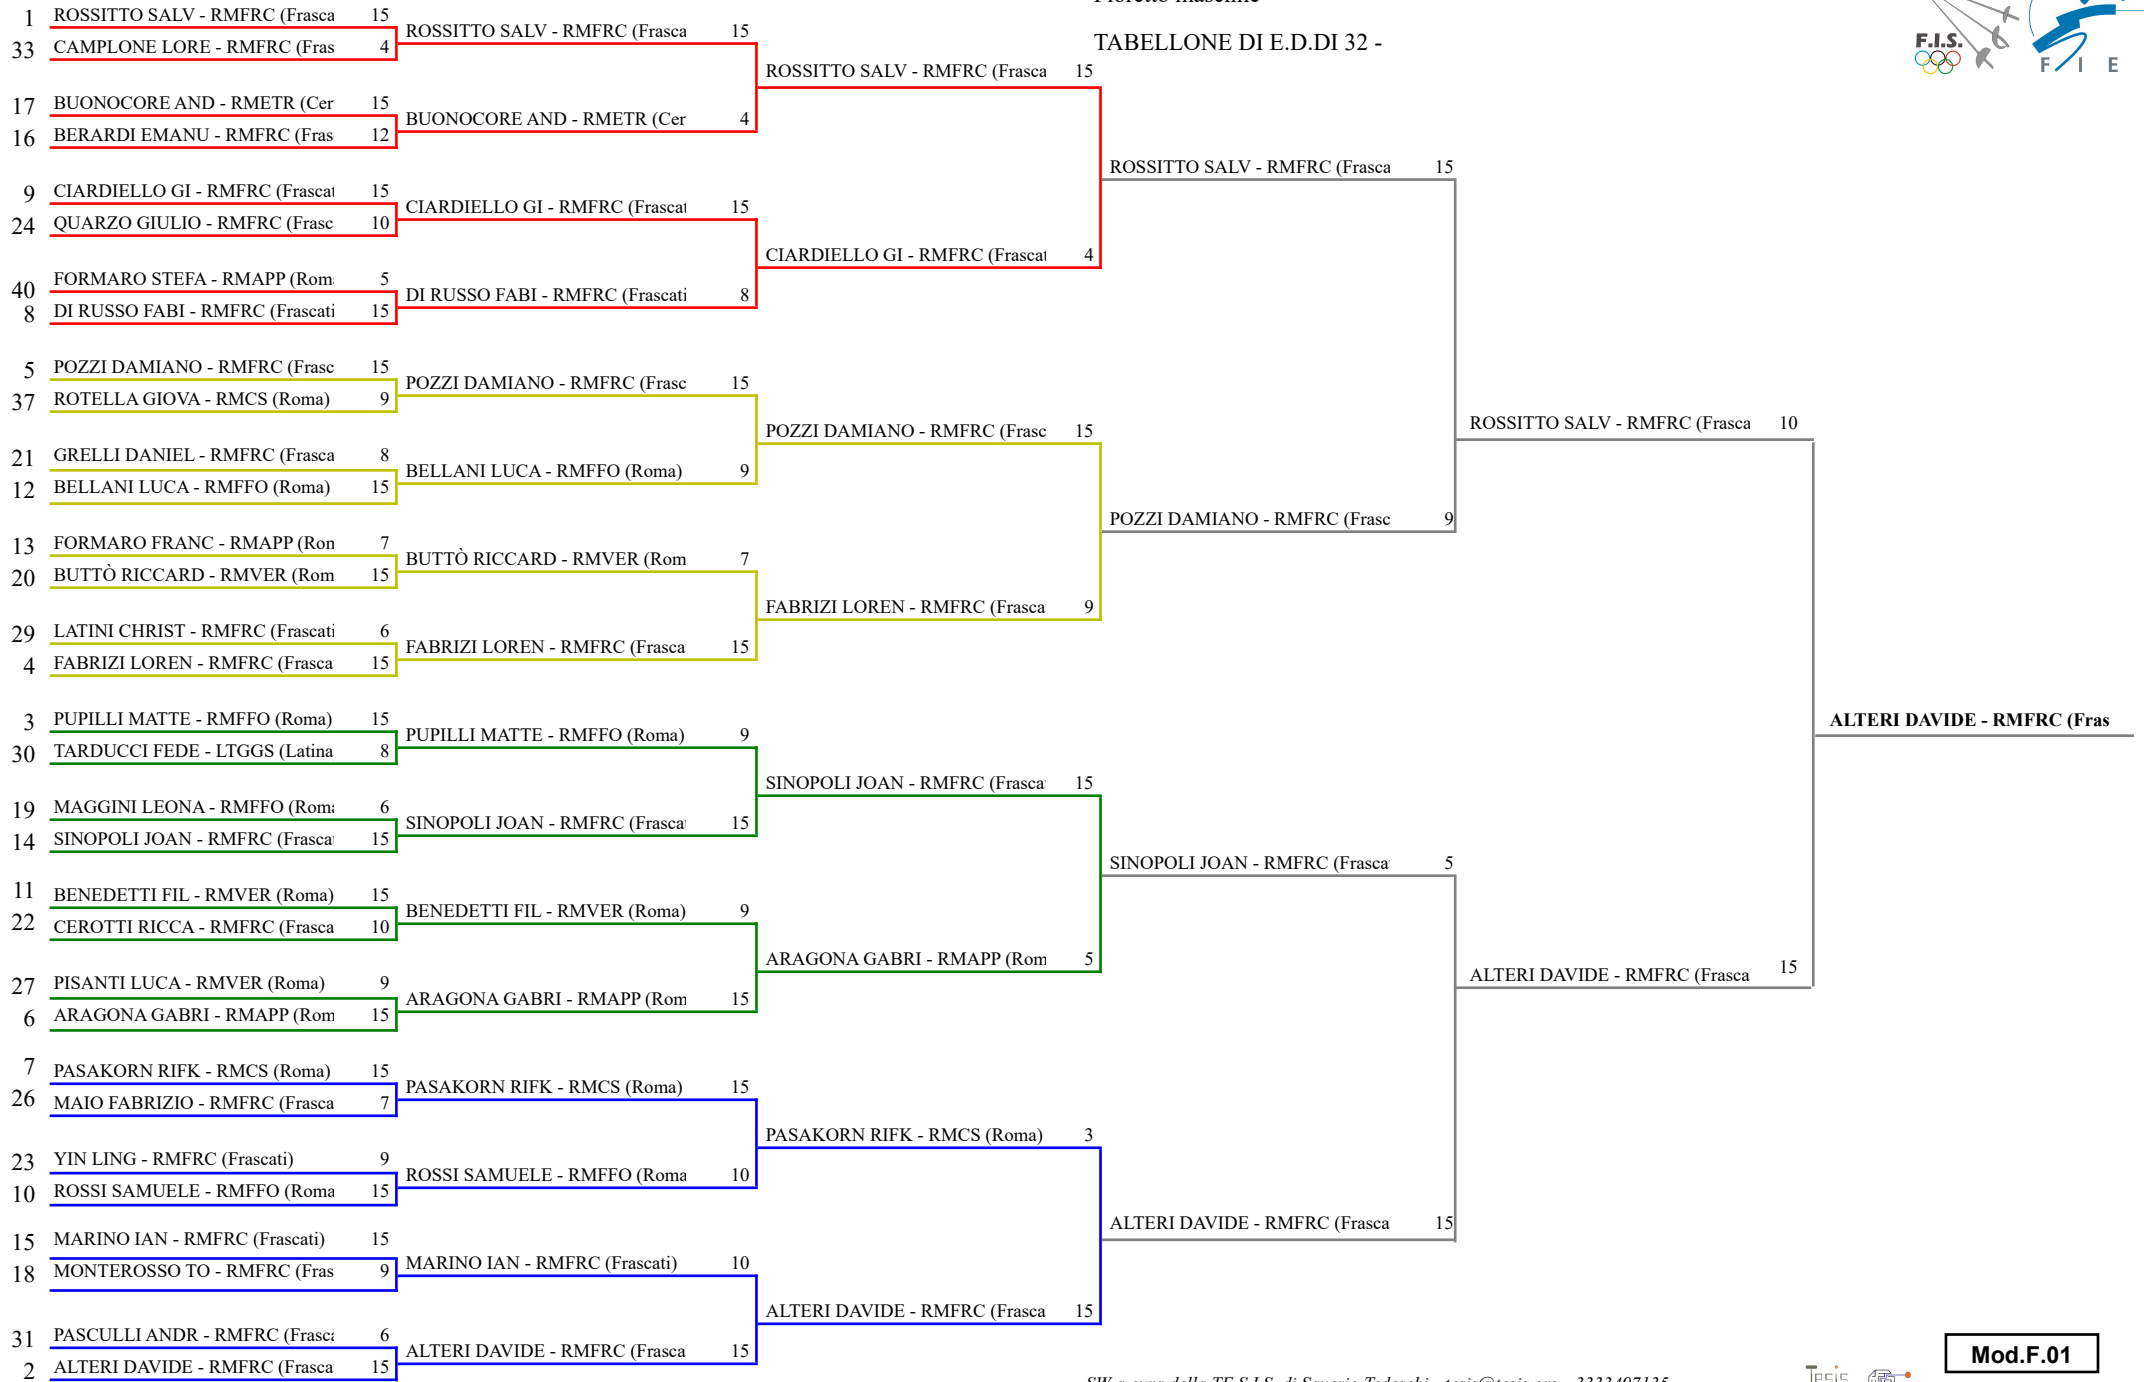 TABELLONE DI E.D.DI 32 -
F.I.S.
F I E
1 ROSSITTO SALV - RMFRC (Frasca 15
33 CAMPLONE LORE - RMFRC (Fras 4
17 BUONOCORE AND - RMETR (Cer 15
16 BERARDI EMANU - RMFRC (Fras 12
9 CIARDIELLO GI - RMFRC (Frascat 15
24 QUARZO GIULIO - RMFRC (Frasc 10
40 FORMARO STEFA - RMAPP (Rom 5
8 DI RUSSO FABI - RMFRC (Frascati 15
5 POZZI DAMIANO - RMFRC (Frasc 15
37 ROTELLA GIOVA - RMCS (Roma) 9
21 GRELLI DANIEL - RMFRC (Frasca 8
12 BELLANI LUCA - RMFFO (Roma) 15
13 FORMARO FRANC - RMAPP (Ron 7
20 BUTTÒ RICCARD - RMVER (Rom 15
29 LATINI CHRIST - RMFRC (Frascati 6
4 FABRIZI LOREN - RMFRC (Frasca 15
3 PUPILLI MATTE - RMFFO (Roma) 15
30 TARDUCCI FEDE - LTGGS (Latina 8
19 MAGGINI LEONA - RMFFO (Roma 6
14 SINOPOLI JOAN - RMFRC (Frasca 15
11 BENEDETTI FIL - RMVER (Roma) 15
22 CEROTTI RICCA - RMFRC (Frasca 10
27 PISANTI LUCA - RMVER (Roma) 9
6 ARAGONA GABRI - RMAPP (Rom 15
7 PASAKORN RIFK - RMCS (Roma) 15
26 MAIO FABRIZIO - RMFRC (Frasca 7
23 YIN LING - RMFRC (Frascati) 9
10 ROSSI SAMUELE - RMFFO (Roma 15
15 MARINO IAN - RMFRC (Frascati) 15
18 MONTEROSSO TO - RMFRC (Fras 9
31 PASCULLI ANDR - RMFRC (Frasca 6
2 ALTERI DAVIDE - RMFRC (Frasca 15
ROSSITTO SALV - RMFRC (Frasca 15
BUONOCORE AND - RMETR (Cer 4
CIARDIELLO GI - RMFRC (Frascat 15
DI RUSSO FABI - RMFRC (Frascati 8
POZZI DAMIANO - RMFRC (Frasc 15
BELLANI LUCA - RMFFO (Roma) 9
BUTTÒ RICCARD - RMVER (Rom 7
FABRIZI LOREN - RMFRC (Frasca 15
PUPILLI MATTE - RMFFO (Roma) 9
SINOPOLI JOAN - RMFRC (Frasca 15
BENEDETTI FIL - RMVER (Roma) 9
ARAGONA GABRI - RMAPP (Rom 15
PASAKORN RIFK - RMCS (Roma) 15
ROSSI SAMUELE - RMFFO (Roma 10
MARINO IAN - RMFRC (Frascati) 10
ALTERI DAVIDE - RMFRC (Frasca 15
ROSSITTO SALV - RMFRC (Frasca 15
CIARDIELLO GI - RMFRC (Frascat 4
POZZI DAMIANO - RMFRC (Frasc 15
FABRIZI LOREN - RMFRC (Frasca 9
SINOPOLI JOAN - RMFRC (Frasca 15
ARAGONA GABRI - RMAPP (Rom 5
PASAKORN RIFK - RMCS (Roma) 3
ALTERI DAVIDE - RMFRC (Frasca 15
ROSSITTO SALV - RMFRC (Frasca 15
POZZI DAMIANO - RMFRC (Frasc 9
SINOPOLI JOAN - RMFRC (Frasca 5
ALTERI DAVIDE - RMFRC (Frasca 15
ROSSITTO SALV - RMFRC (Frasca 10
ALTERI DAVIDE - RMFRC (Frasca 15
ALTERI DAVIDE - RMFRC (Fras
Mod.F.01